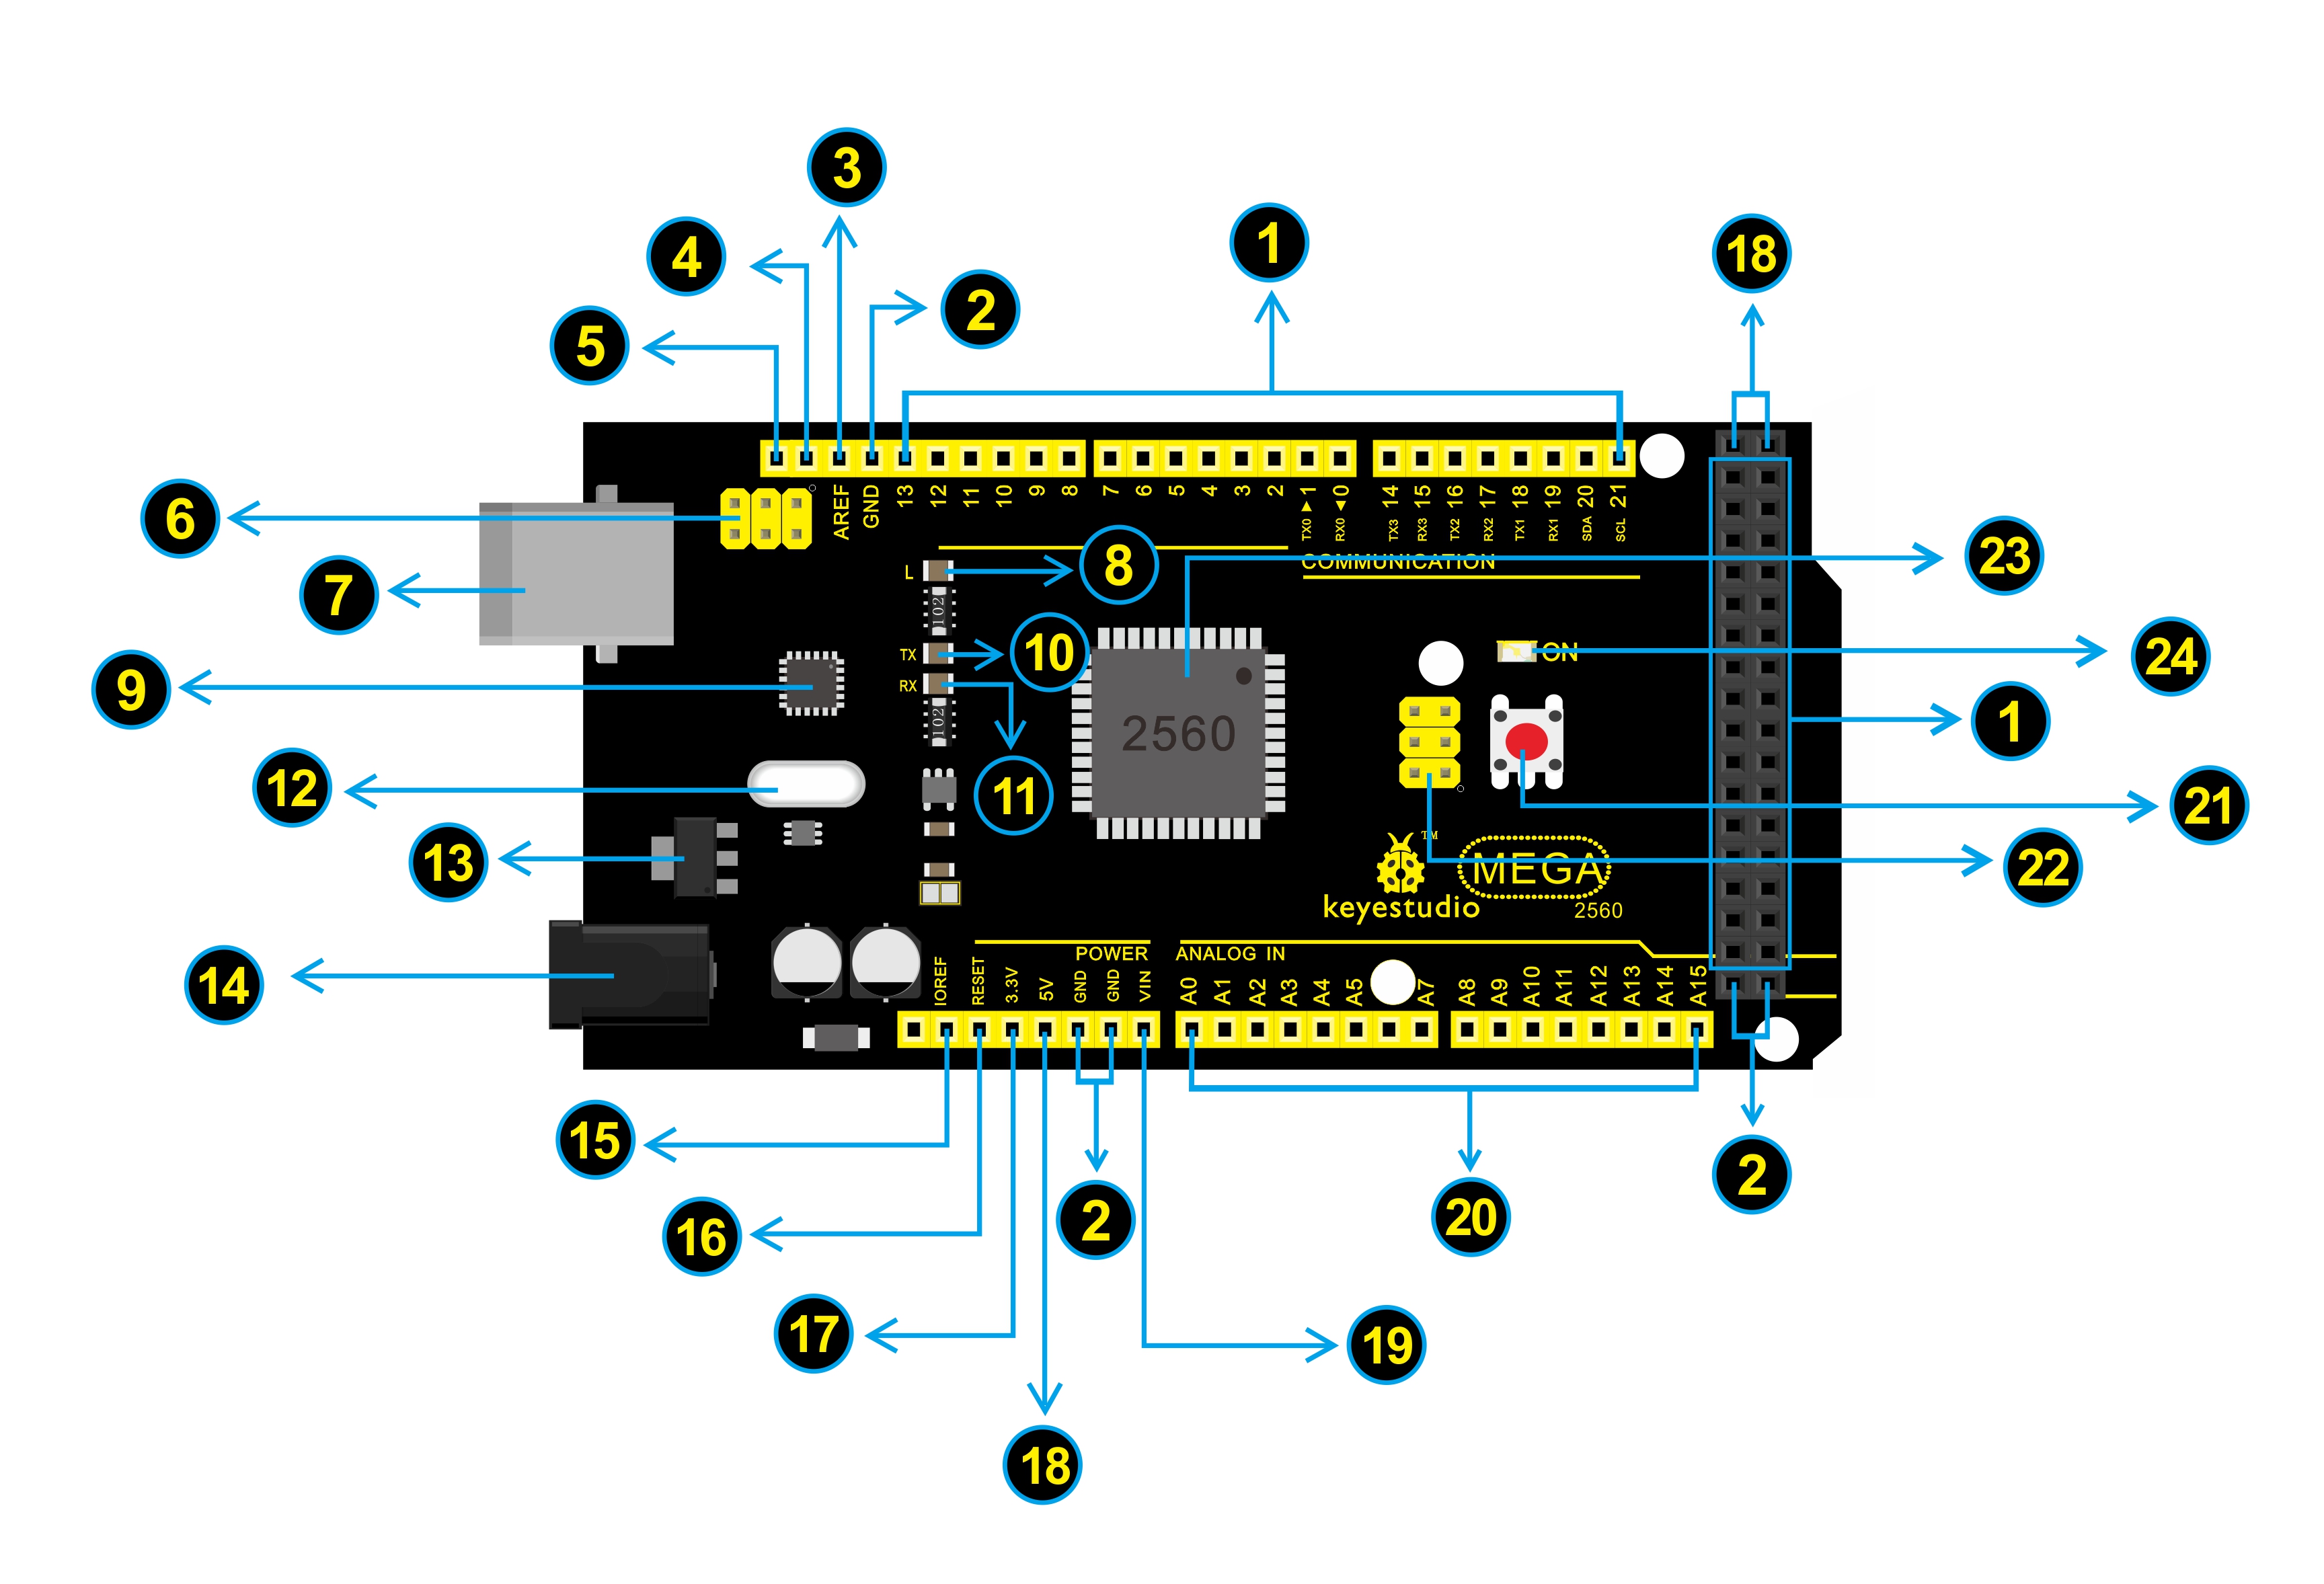 3
1
18
4
2
5
6
7
9
12
13
14
AREF
GND
13
12
11
10
9
8
7
6
5
4
3
2
TX0 ▶ 1
RX0 ◀ 0
TX3 14
RX3 15
TX2 16
RX2 17
TX1 18
RX1 19
SDA 20
SCL 21
COMMUNICATION
L
8
102
TX
10
RX
102
11
2560
ON
23
24
1
21
22
TM
MEGA
keyestudio
2560
POWER
ANALOG IN
IOREF
RESET
3.3V
5V
GND
GND
VIN
A0
A1
A2
A3
A4
A5
A7
A8
A9
A10
A11
A12
A13
A14
A15
15
16
17
18
2
19
20
2